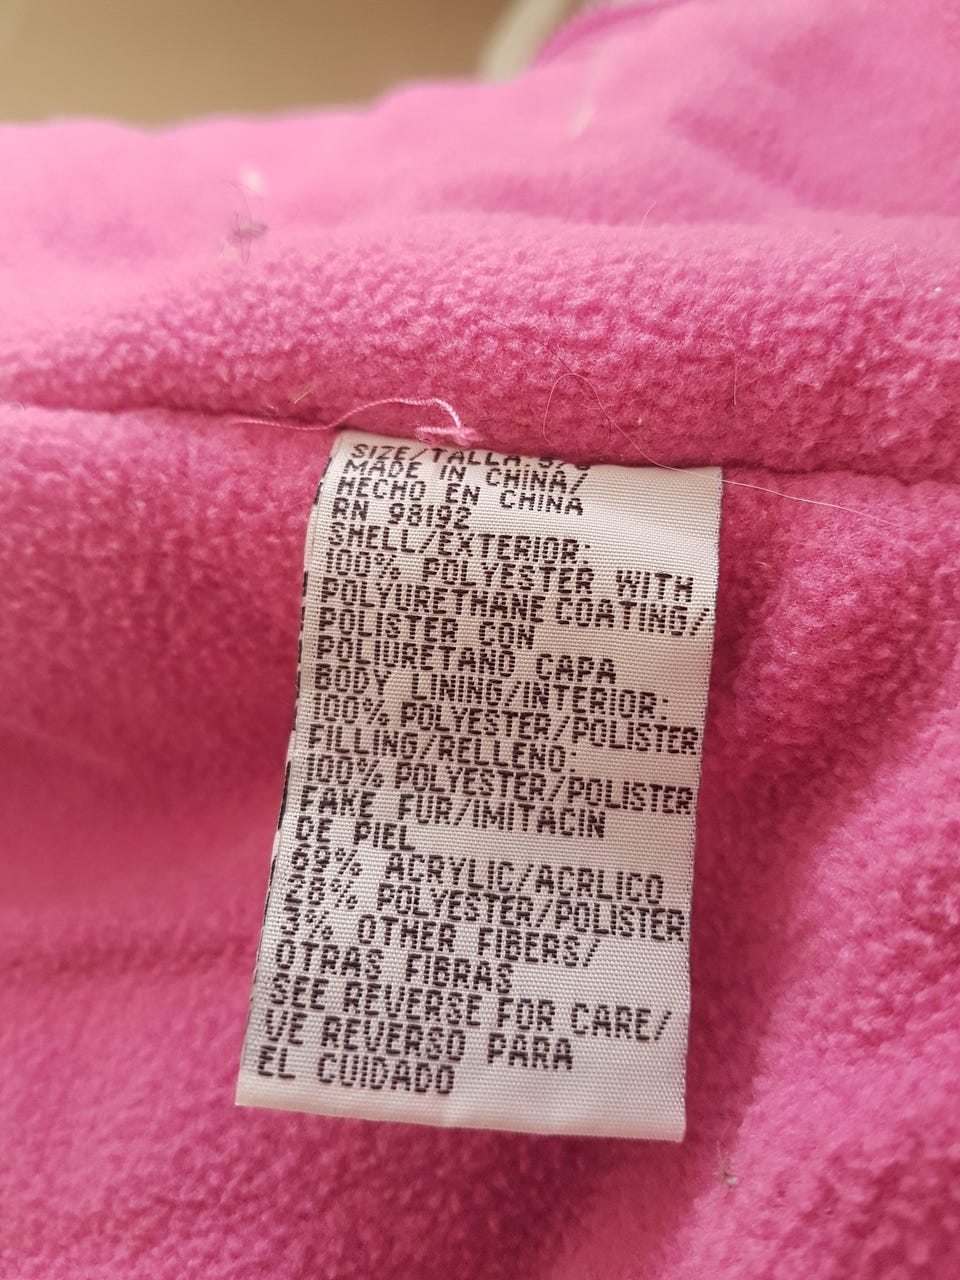 SIZE/TALLA:
MADE IN CHINA/
HECHO EN CHINA
RN 98192
SHELL/EXTERIOR:
100% POLYESTER WITH
POLYURETHANE COATING/
POLISTER CON
POLIURETANO CAPA
BODY LINING/INTERIOR:
100% POLYESTER/POLISTER
FILLING/RELLENO
100% POLYESTER/POLISTER
FAKE FUR/IMITACIN
DE PIEL
69% ACRYLIC/ACRLICO
28% POLYESTER/POLISTER
3% OTHER FIBERS/
OTRAS FIBRAS
SEE REVERSE FOR CARE/
VE REVERSO PARA
EL CUIDADO